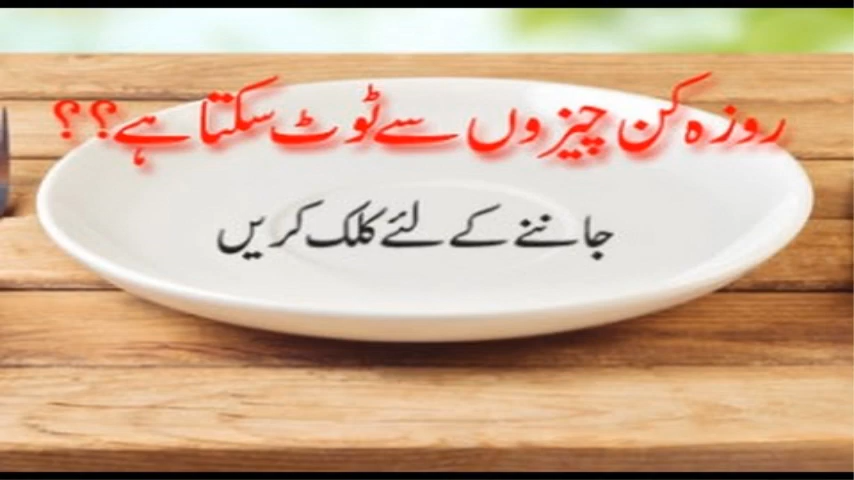 روزہ کن چیزوں سے ٹوٹ سکتا ہے؟؟
جاننے کے لئے کلک کریں